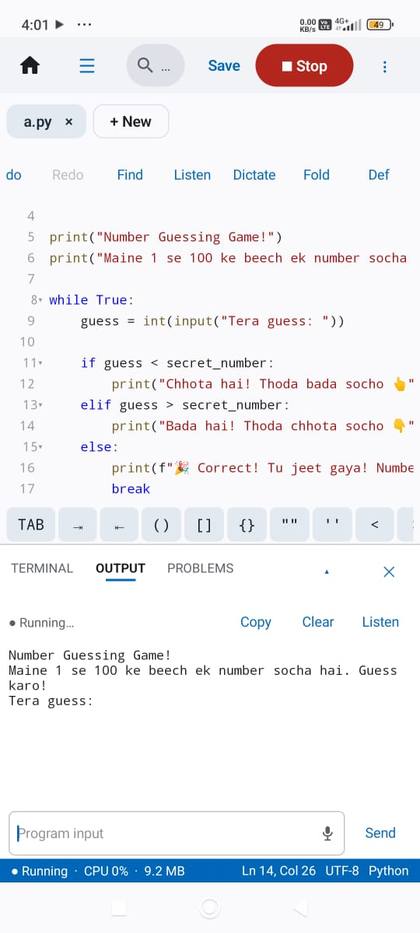 4:01
0.00 KB/s
4G+
49
...
Save
Stop
a.py ×
+ New
do Redo Find Listen Dictate Fold Def
4
5 print("Number Guessing Game!")
6 print("Maine 1 se 100 ke beech ek number socha
7
8 while True:
9 guess = int(input("Tera guess: "))
10
11 if guess < secret_number:
12 print("Chhota hai! Thoda bada socho 👆"
13 elif guess > secret_number:
14 print("Bada hai! Thoda chhota socho 👇"
15 else:
16 print(f"🎉 Correct! Tu jeet gaya! Numbe
17 break
TAB → ← () [] {} "" '' <
TERMINAL OUTPUT PROBLEMS
● Running… Copy Clear Listen
Number Guessing Game!
Maine 1 se 100 ke beech ek number socha hai. Guess
karo!
Tera guess:
Program input
Send
● Running · CPU 0% · 9.2 MB Ln 14, Col 26 UTF-8 Python